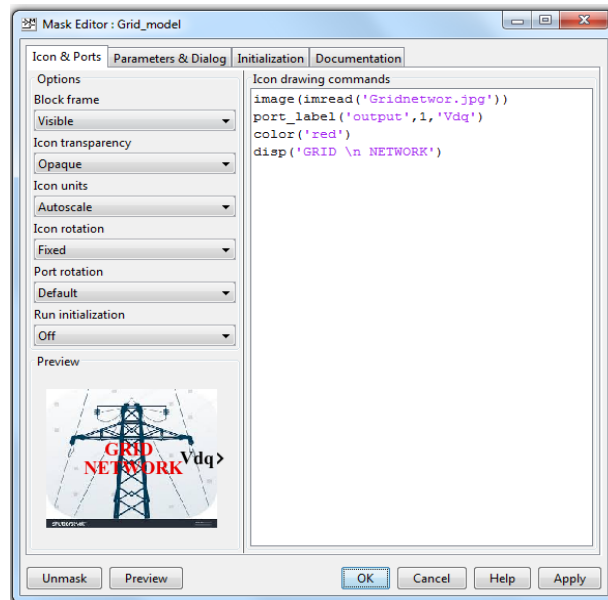 Mask Editor : Grid_model
Icon & Ports
Parameters & Dialog
Initialization
Documentation
Options
Block frame
Visible
Icon transparency
Opaque
Icon units
Autoscale
Icon rotation
Fixed
Port rotation
Default
Run initialization
Off
Preview
GRID
NETWORK
Vdq
Icon drawing commands
image(imread('Gridnetwor.jpg'))
port_label('output',1,'Vdq')
color('red')
disp('GRID \n NETWORK')
Unmask
Preview
OK
Cancel
Help
Apply